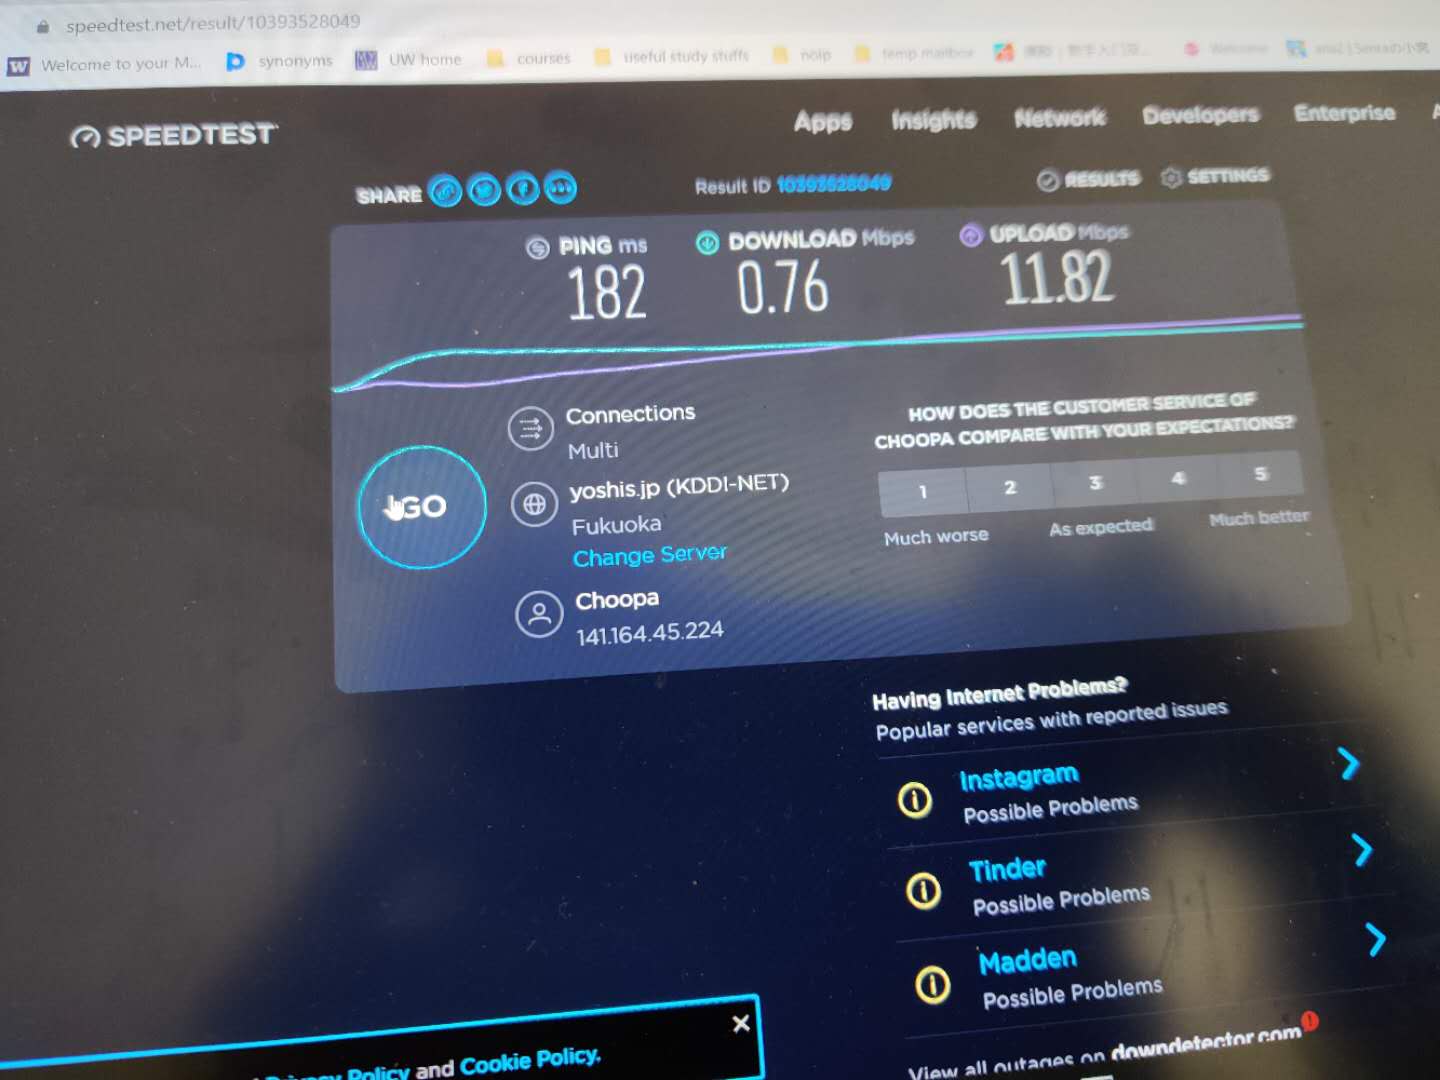 speedtest.net/result/10393528049
W Welcome to your M... synonyms UW home courses useful study stuffs noip temp mailbox Welcome
SPEEDTEST
Apps Insights Network Developers Enterprise
SHARE Result ID 10393528049 RESULTS SETTINGS
PING ms DOWNLOAD Mbps UPLOAD Mbps
182 0.76 11.82
Connections
Multi
yoshis.jp (KDDI-NET)
Fukuoka
Change Server
Choopa
141.164.45.224
GO
HOW DOES THE CUSTOMER SERVICE OF
CHOOPA COMPARE WITH YOUR EXPECTATIONS?
1 2 3 4 5
Much worse As expected Much better
Having Internet Problems?
Popular services with reported issues
Instagram
Possible Problems
Tinder
Possible Problems
Madden
Possible Problems
View all outages on downdetector.com
Privacy Policy and Cookie Policy.